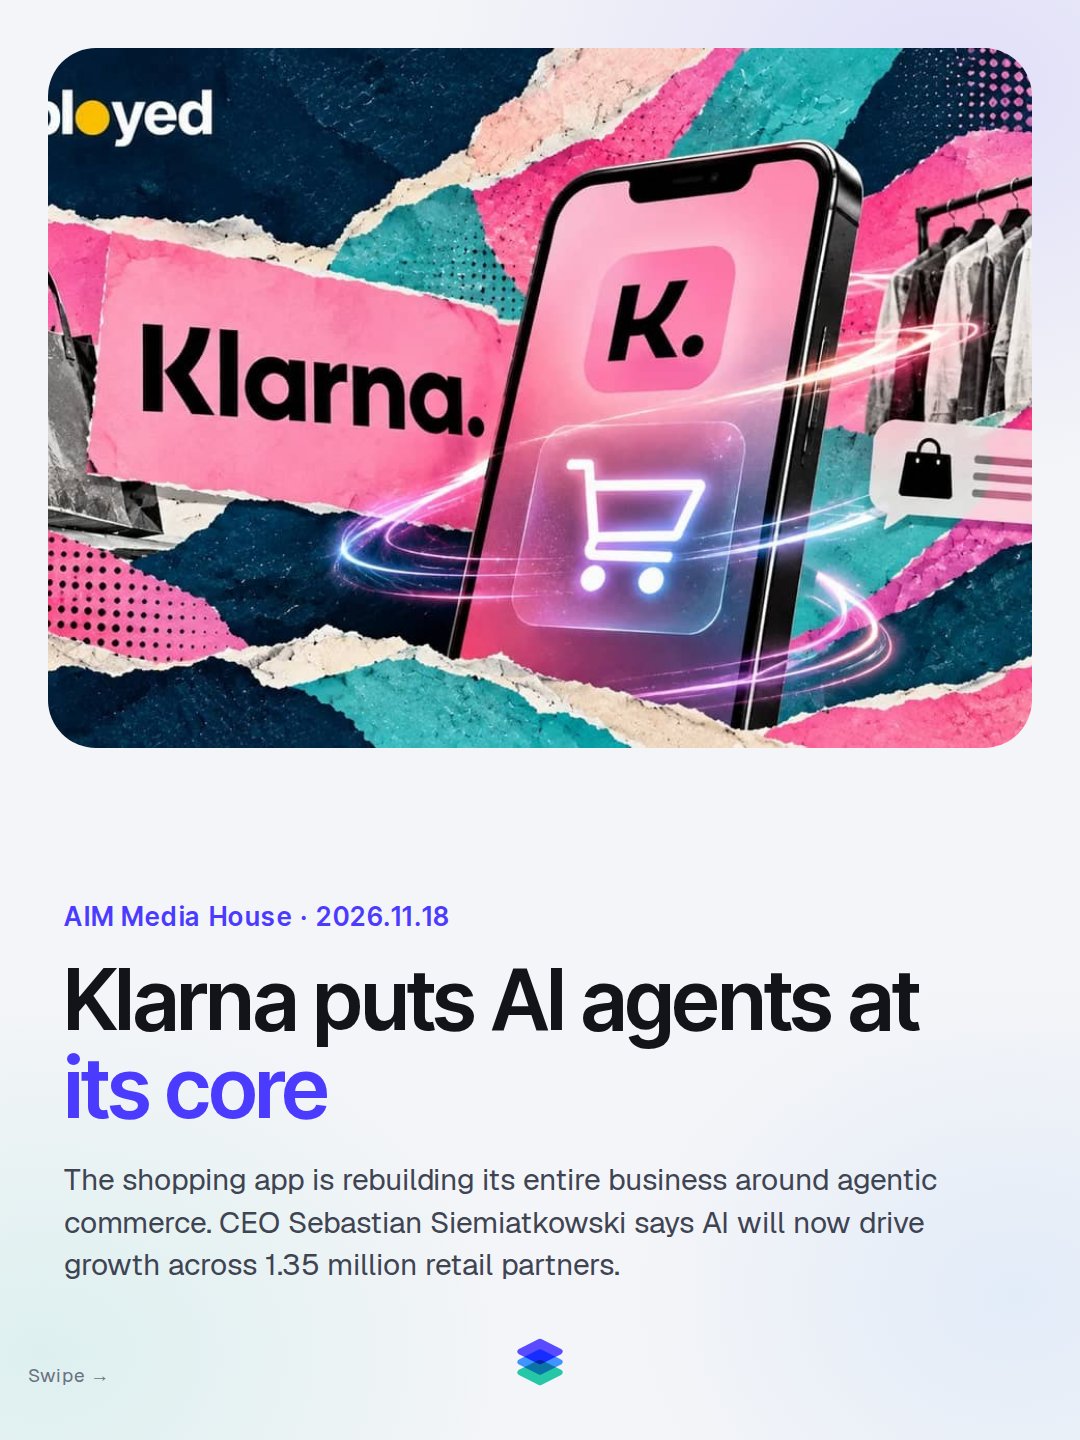 ployed
Klarna.
K.
AIM Media House · 2026.11.18
Klarna puts AI agents at
its core
The shopping app is rebuilding its entire business around agentic
commerce. CEO Sebastian Siemiatkowski says AI will now drive
growth across 1.35 million retail partners.
Swipe →